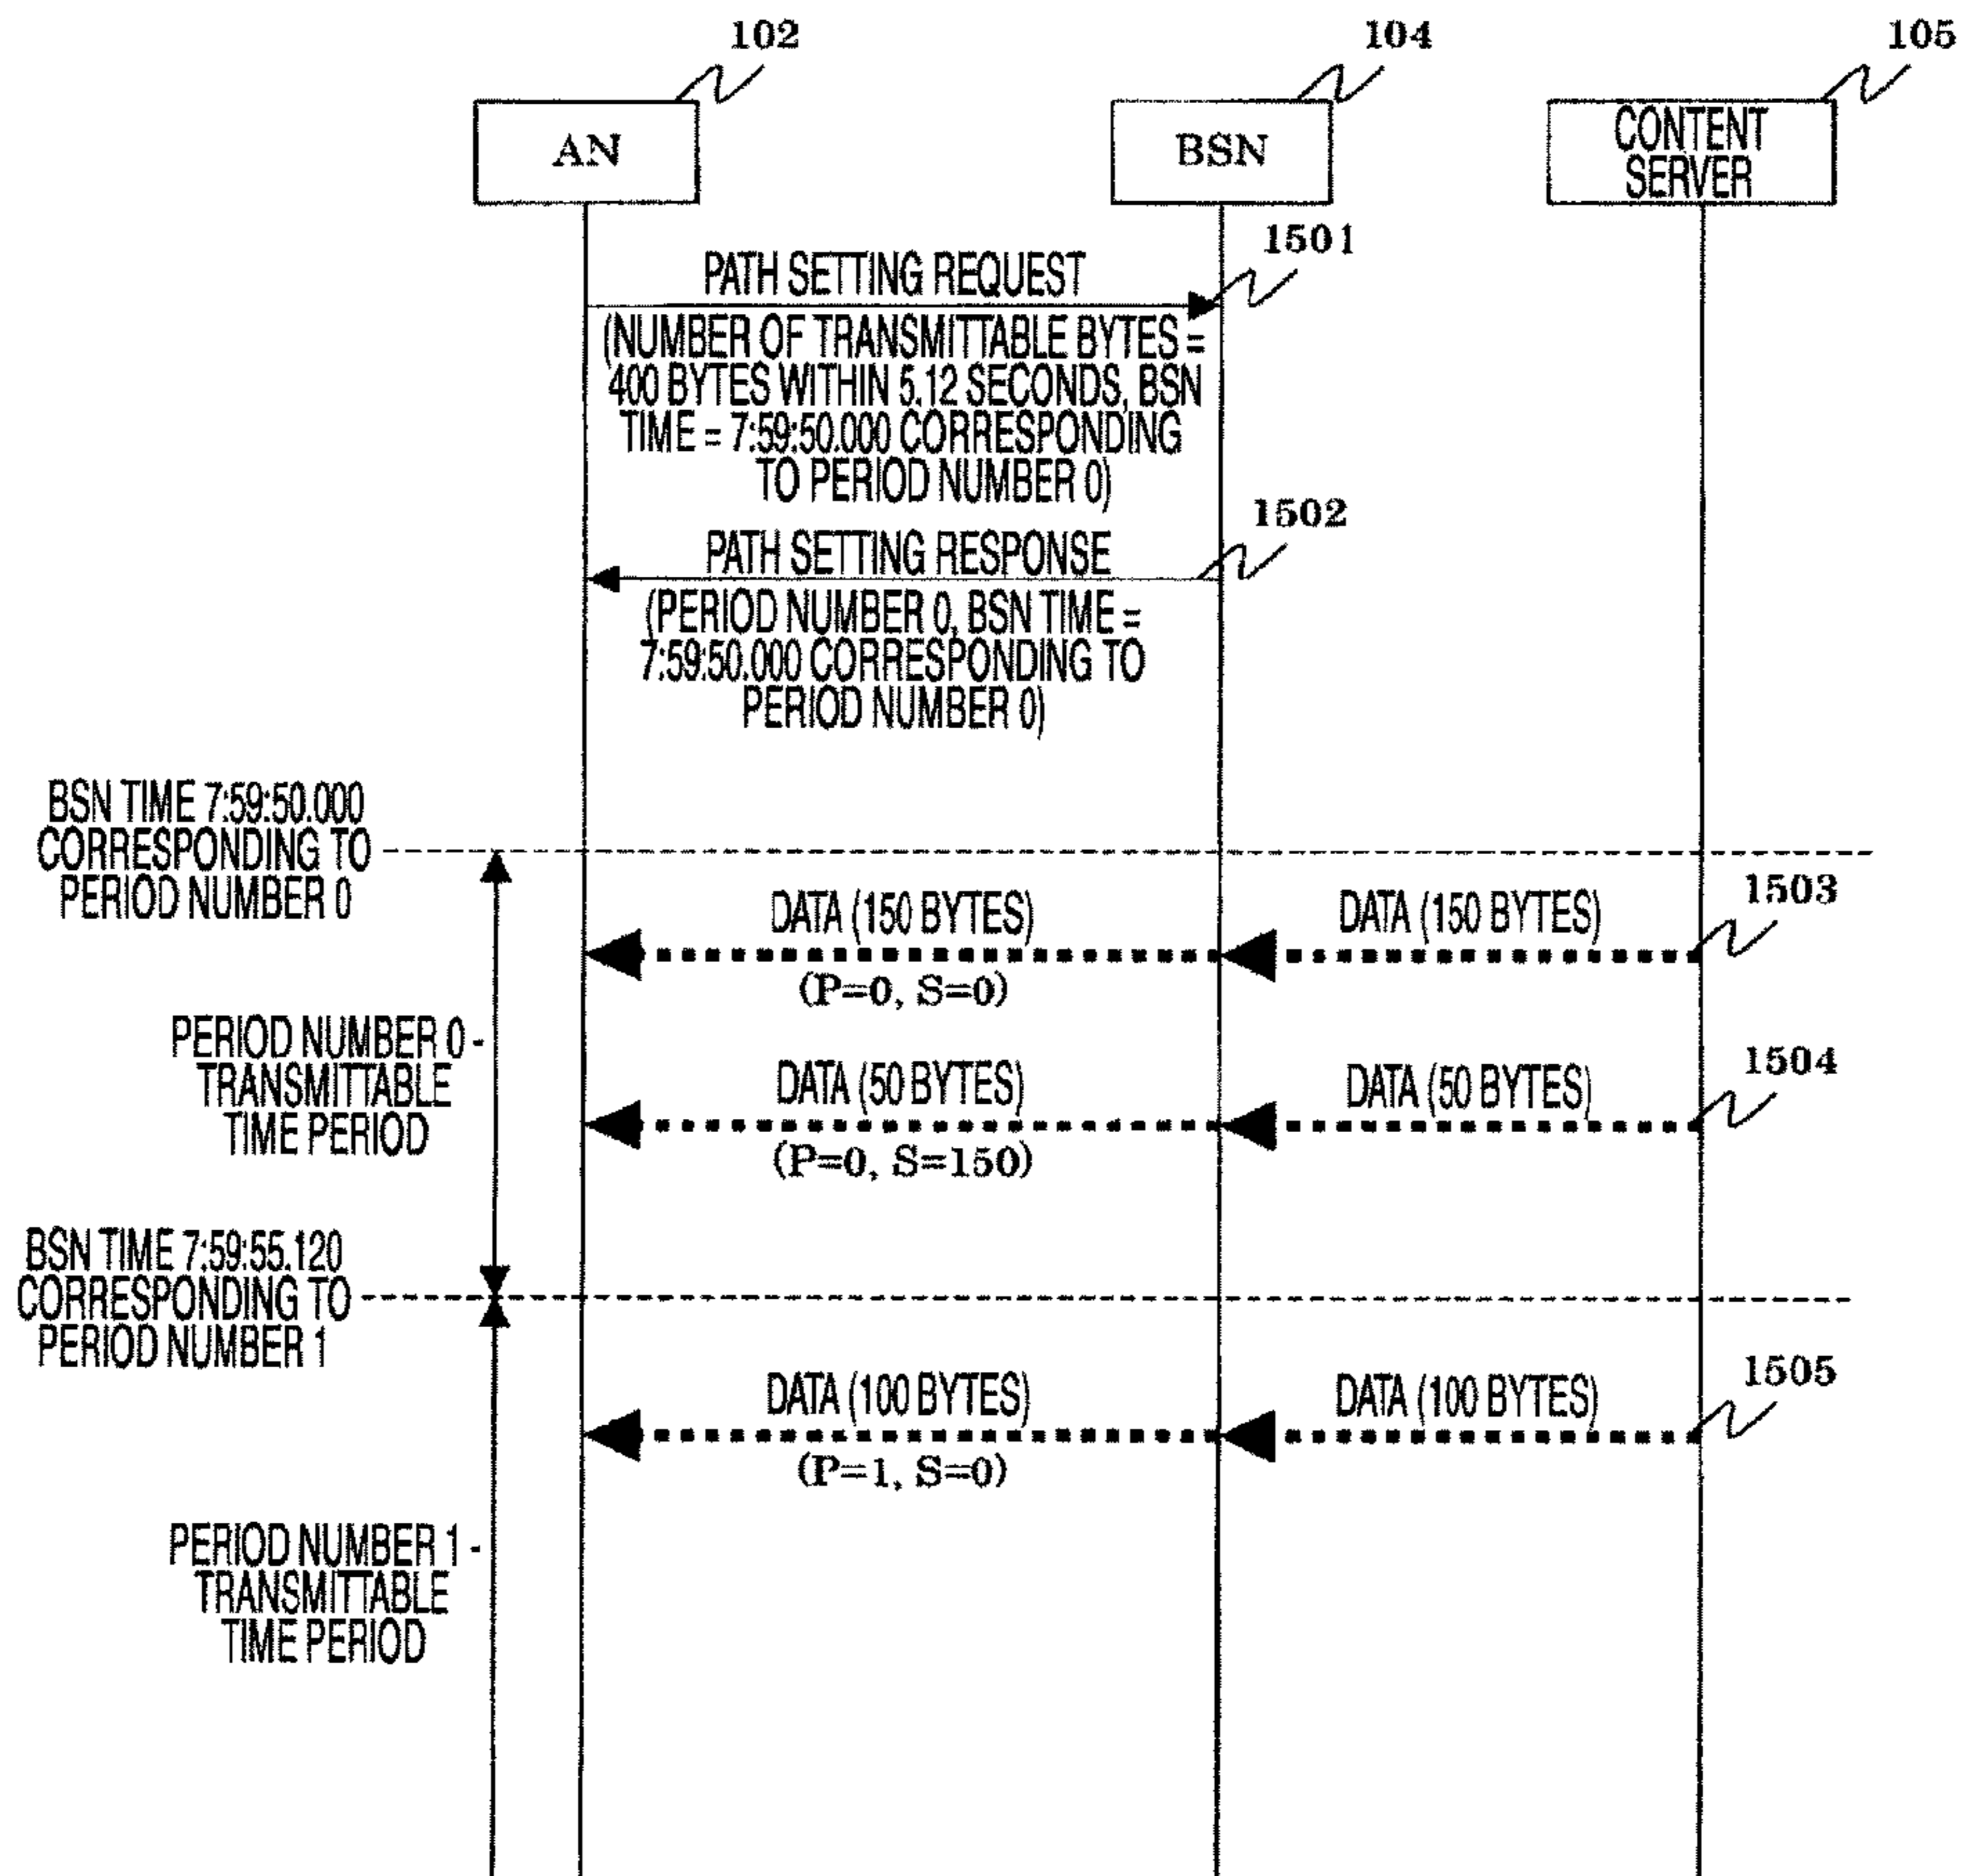 102
104
105
AN
BSN
CONTENT
SERVER
1501
PATH SETTING REQUEST
(NUMBER OF TRANSMITTABLE BYTES =
400 BYTES WITHIN 5.12 SECONDS, BSN
TIME = 7:59:50.000 CORRESPONDING
TO PERIOD NUMBER 0)
1502
PATH SETTING RESPONSE
(PERIOD NUMBER 0, BSN TIME =
7:59:50.000 CORRESPONDING TO
PERIOD NUMBER 0)
BSN TIME 7:59:50.000
CORRESPONDING TO
PERIOD NUMBER 0
1503
DATA (150 BYTES)
DATA (150 BYTES)
(P=0, S=0)
PERIOD NUMBER 0 -
TRANSMITTABLE
TIME PERIOD
1504
DATA (50 BYTES)
DATA (50 BYTES)
(P=0, S=150)
BSN TIME 7:59:55.120
CORRESPONDING TO
PERIOD NUMBER 1
1505
DATA (100 BYTES)
DATA (100 BYTES)
(P=1, S=0)
PERIOD NUMBER 1 -
TRANSMITTABLE
TIME PERIOD